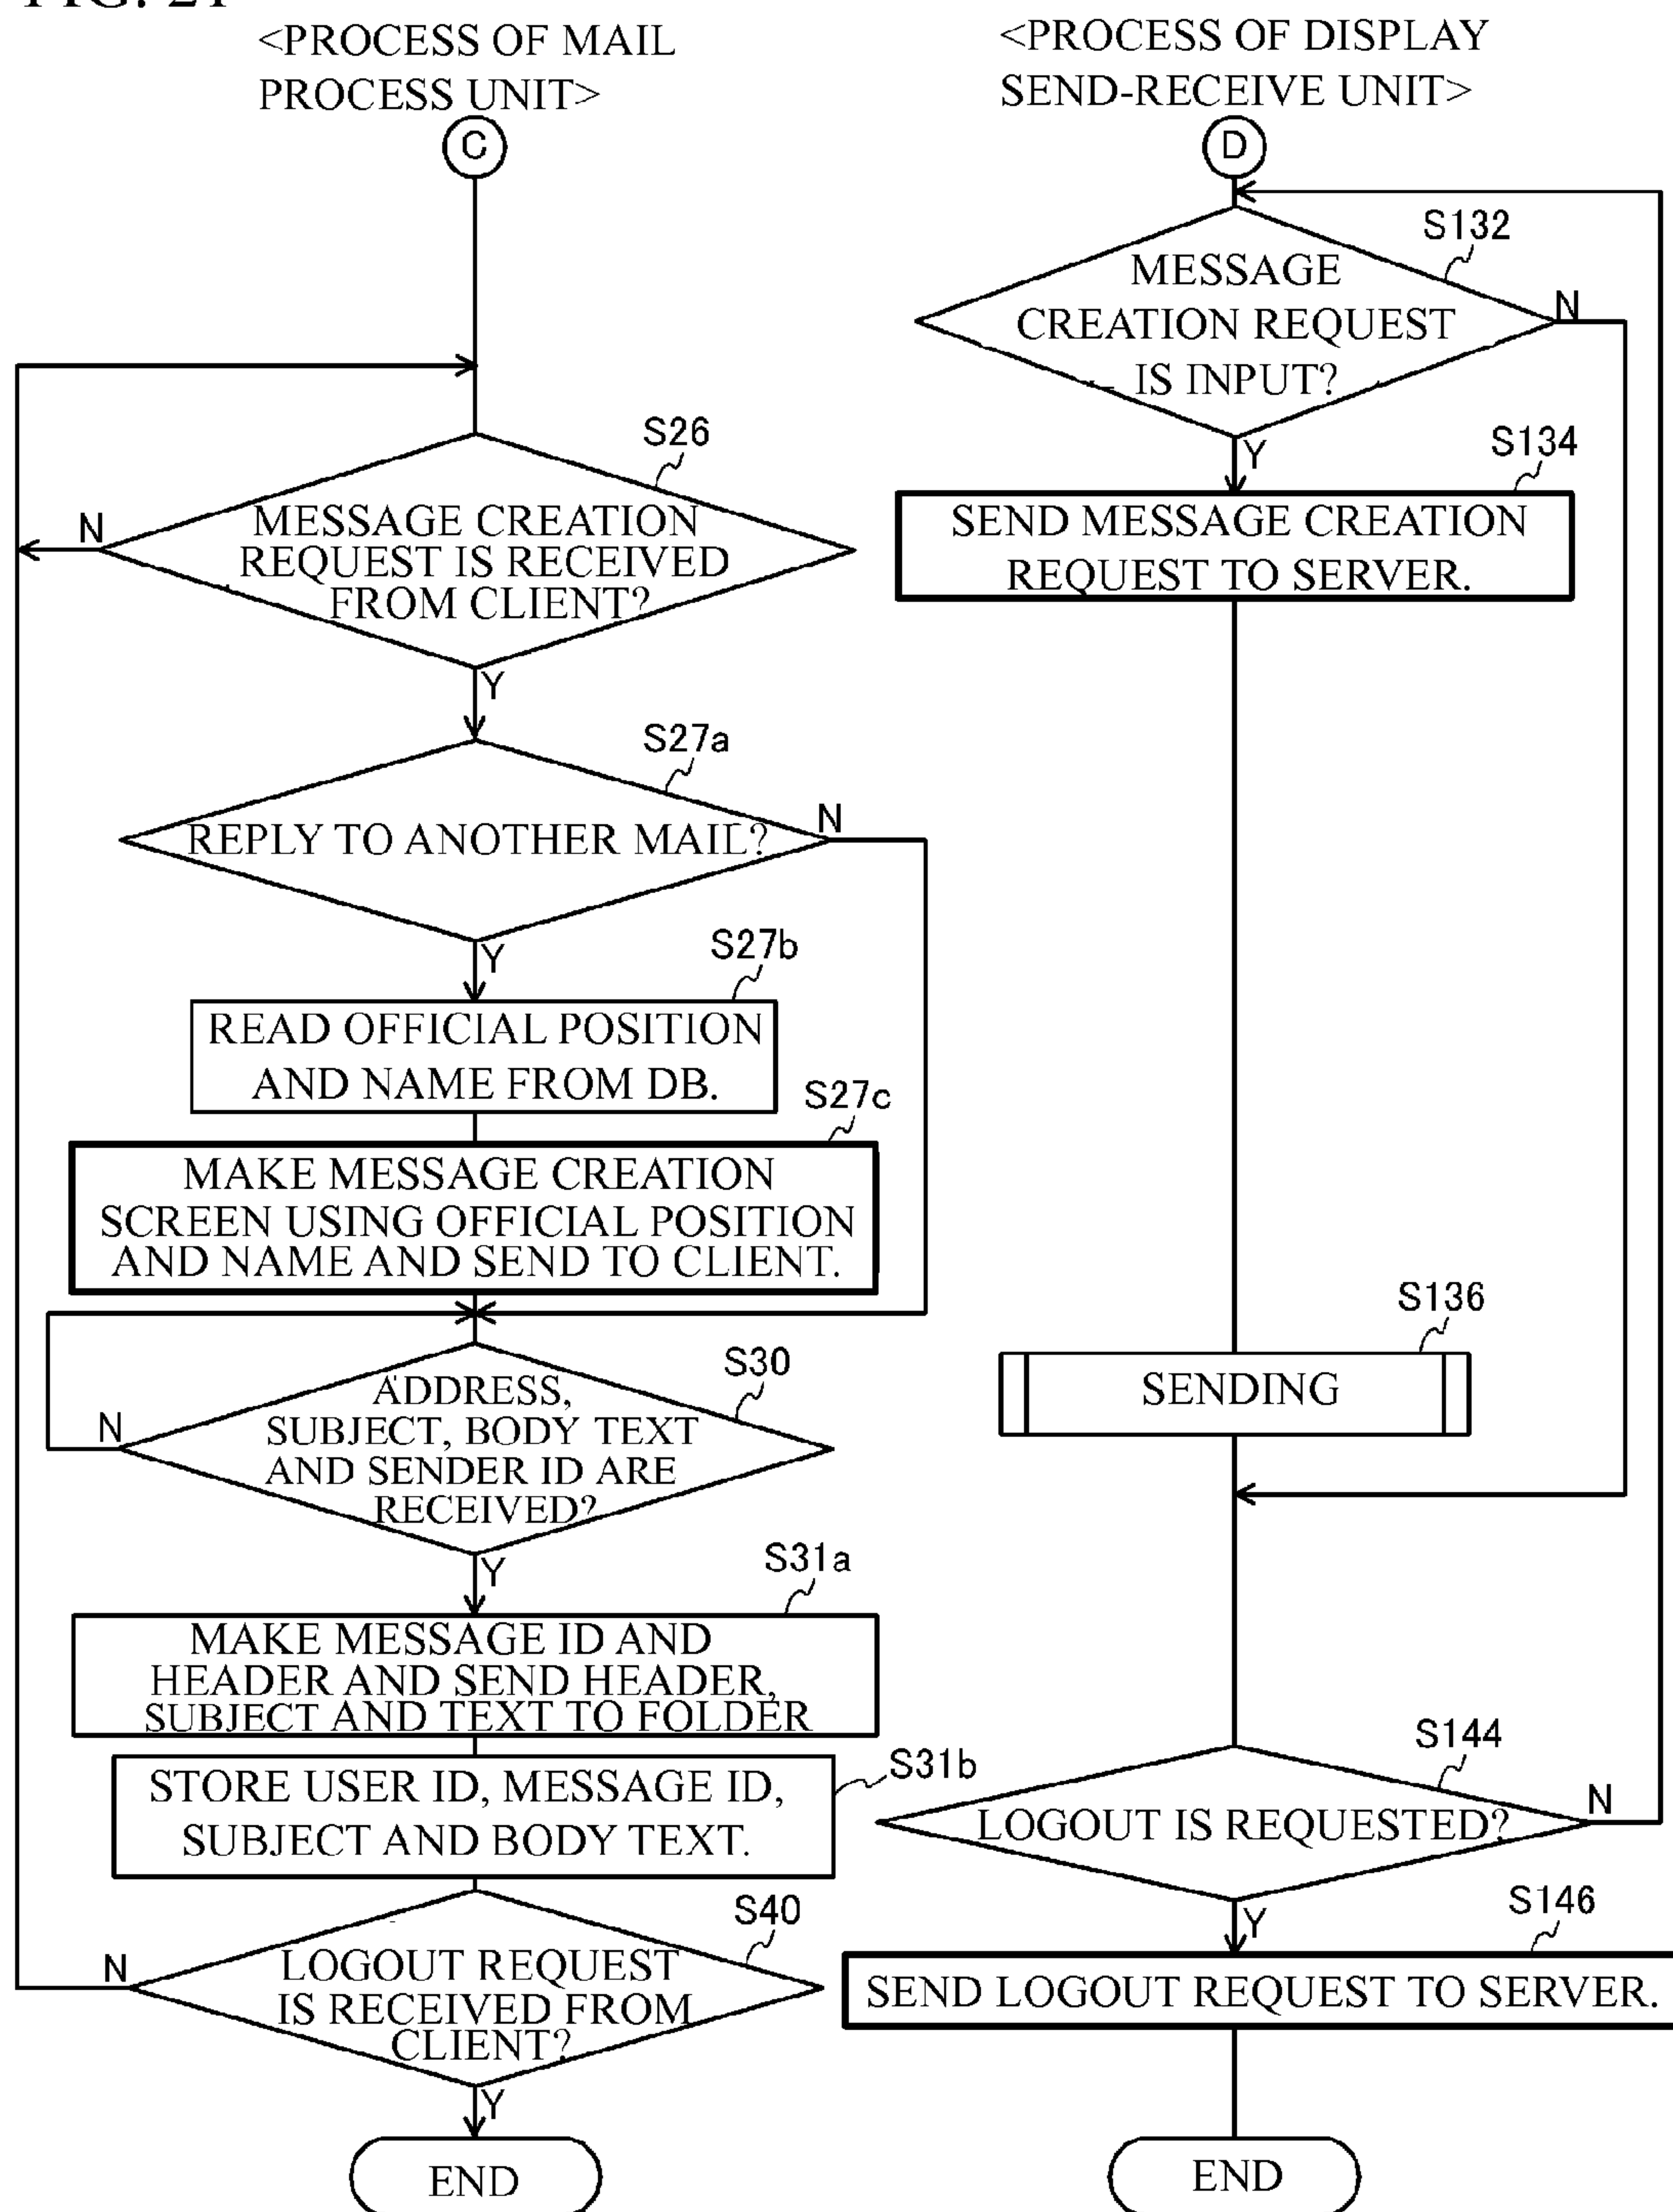 <PROCESS OF MAIL
PROCESS UNIT>
C
S26
MESSAGE CREATION
REQUEST IS RECEIVED
FROM CLIENT?
N
Y
S27a
REPLY TO ANOTHER MAIL?
N
Y
S27b
READ OFFICIAL POSITION
AND NAME FROM DB.
S27c
MAKE MESSAGE CREATION
SCREEN USING OFFICIAL POSITION
AND NAME AND SEND TO CLIENT.
S30
ADDRESS,
SUBJECT, BODY TEXT
AND SENDER ID ARE
RECEIVED?
N
Y
S31a
MAKE MESSAGE ID AND
HEADER AND SEND HEADER,
SUBJECT AND TEXT TO FOLDER
S31b
STORE USER ID, MESSAGE ID,
SUBJECT AND BODY TEXT.
S40
LOGOUT REQUEST
IS RECEIVED FROM
CLIENT?
N
Y
END
<PROCESS OF DISPLAY
SEND-RECEIVE UNIT>
D
S132
MESSAGE
CREATION REQUEST
IS INPUT?
N
Y
S134
SEND MESSAGE CREATION
REQUEST TO SERVER.
S136
SENDING
S144
LOGOUT IS REQUESTED?
N
Y
S146
SEND LOGOUT REQUEST TO SERVER.
END